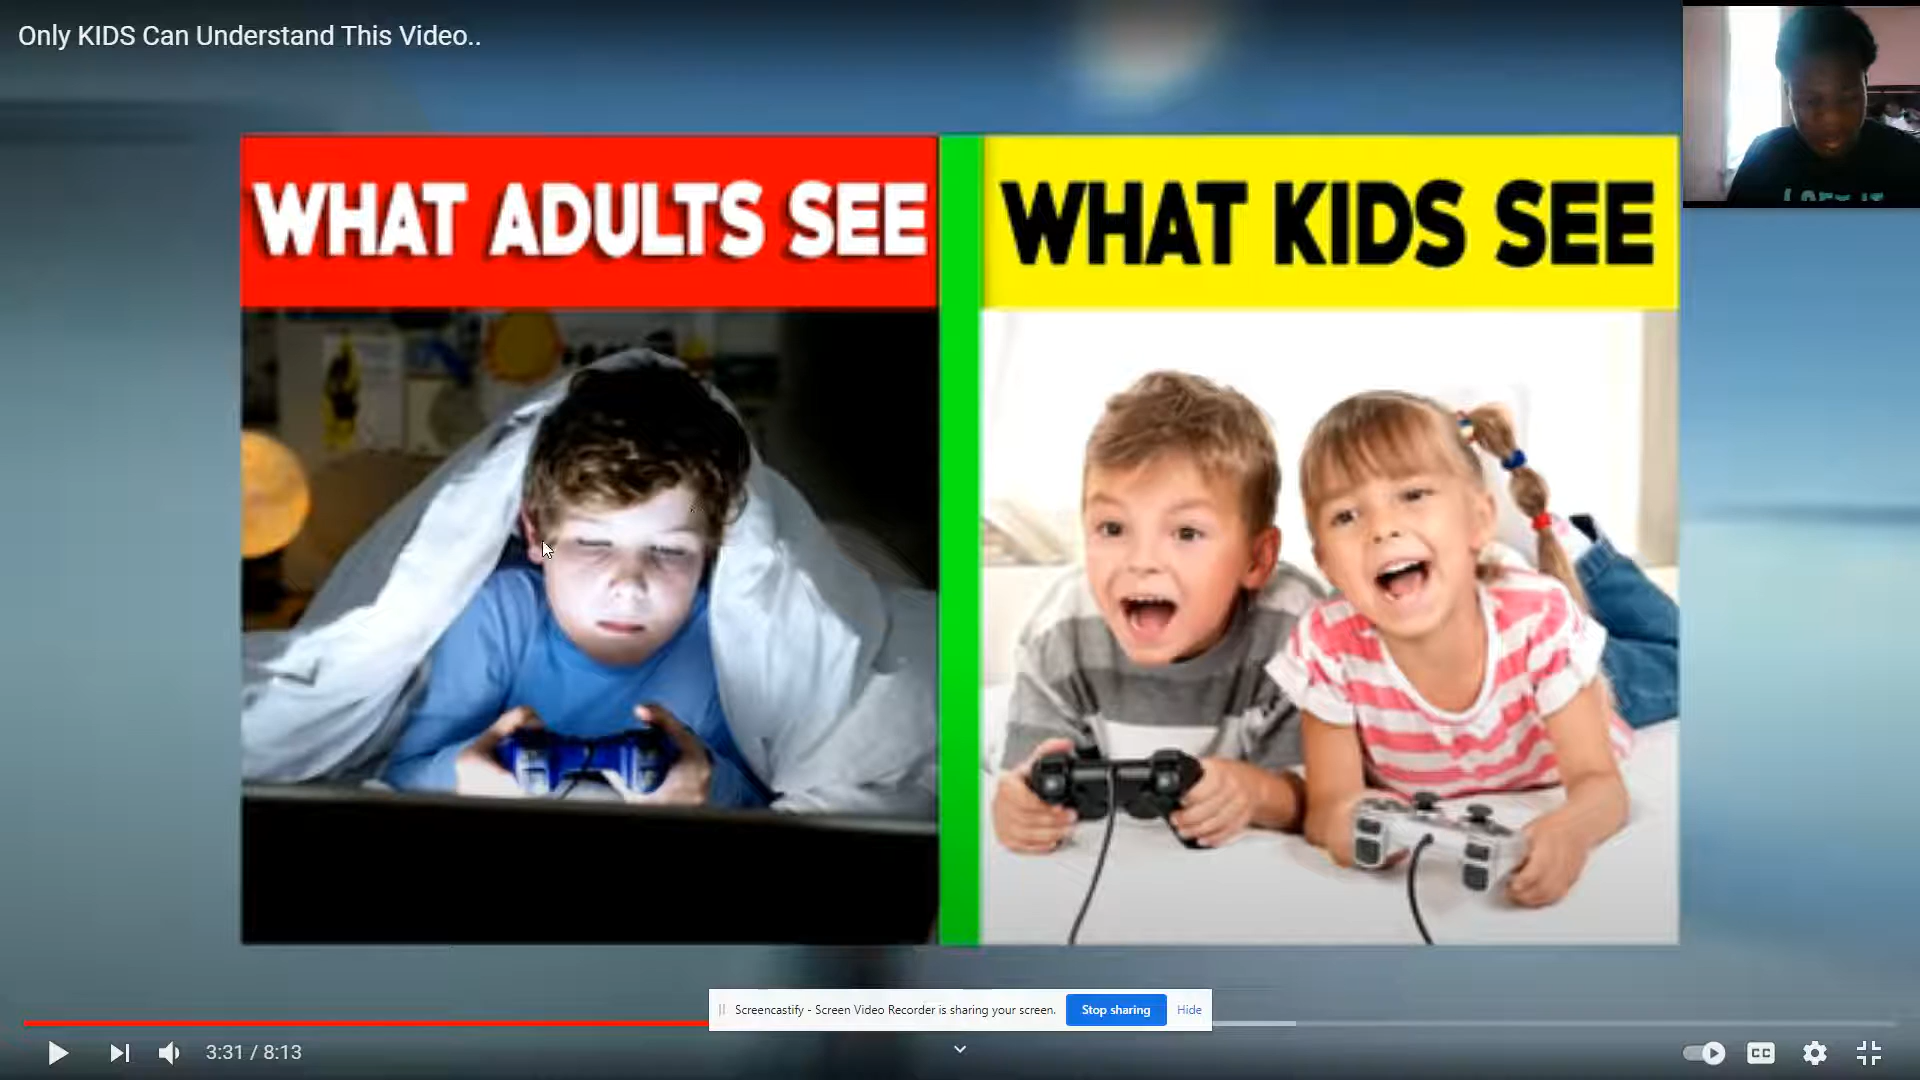 Only KIDS Can Understand This Video..
WHAT ADULTS SEE
WHAT KIDS SEE
Screencastify - Screen Video Recorder is sharing your screen.
Stop sharing
Hide
3:31 / 8:13
CC